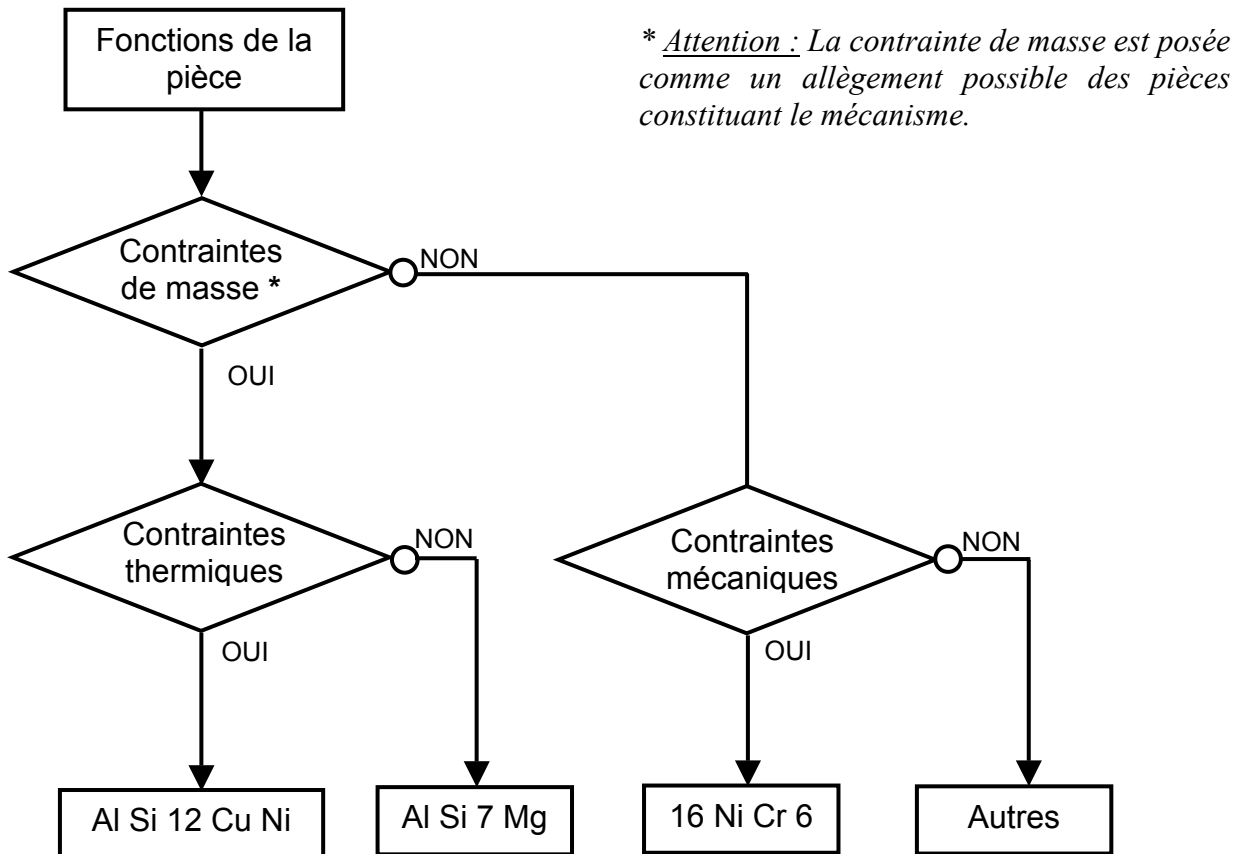 Fonctions de la
pièce
* Attention : La contrainte de masse est posée
comme un allègement possible des pièces
constituant le mécanisme.
Contraintes
de masse *
NON
OUI
Contraintes
thermiques
NON
OUI
Contraintes
mécaniques
NON
OUI
Al Si 12 Cu Ni
Al Si 7 Mg
16 Ni Cr 6
Autres